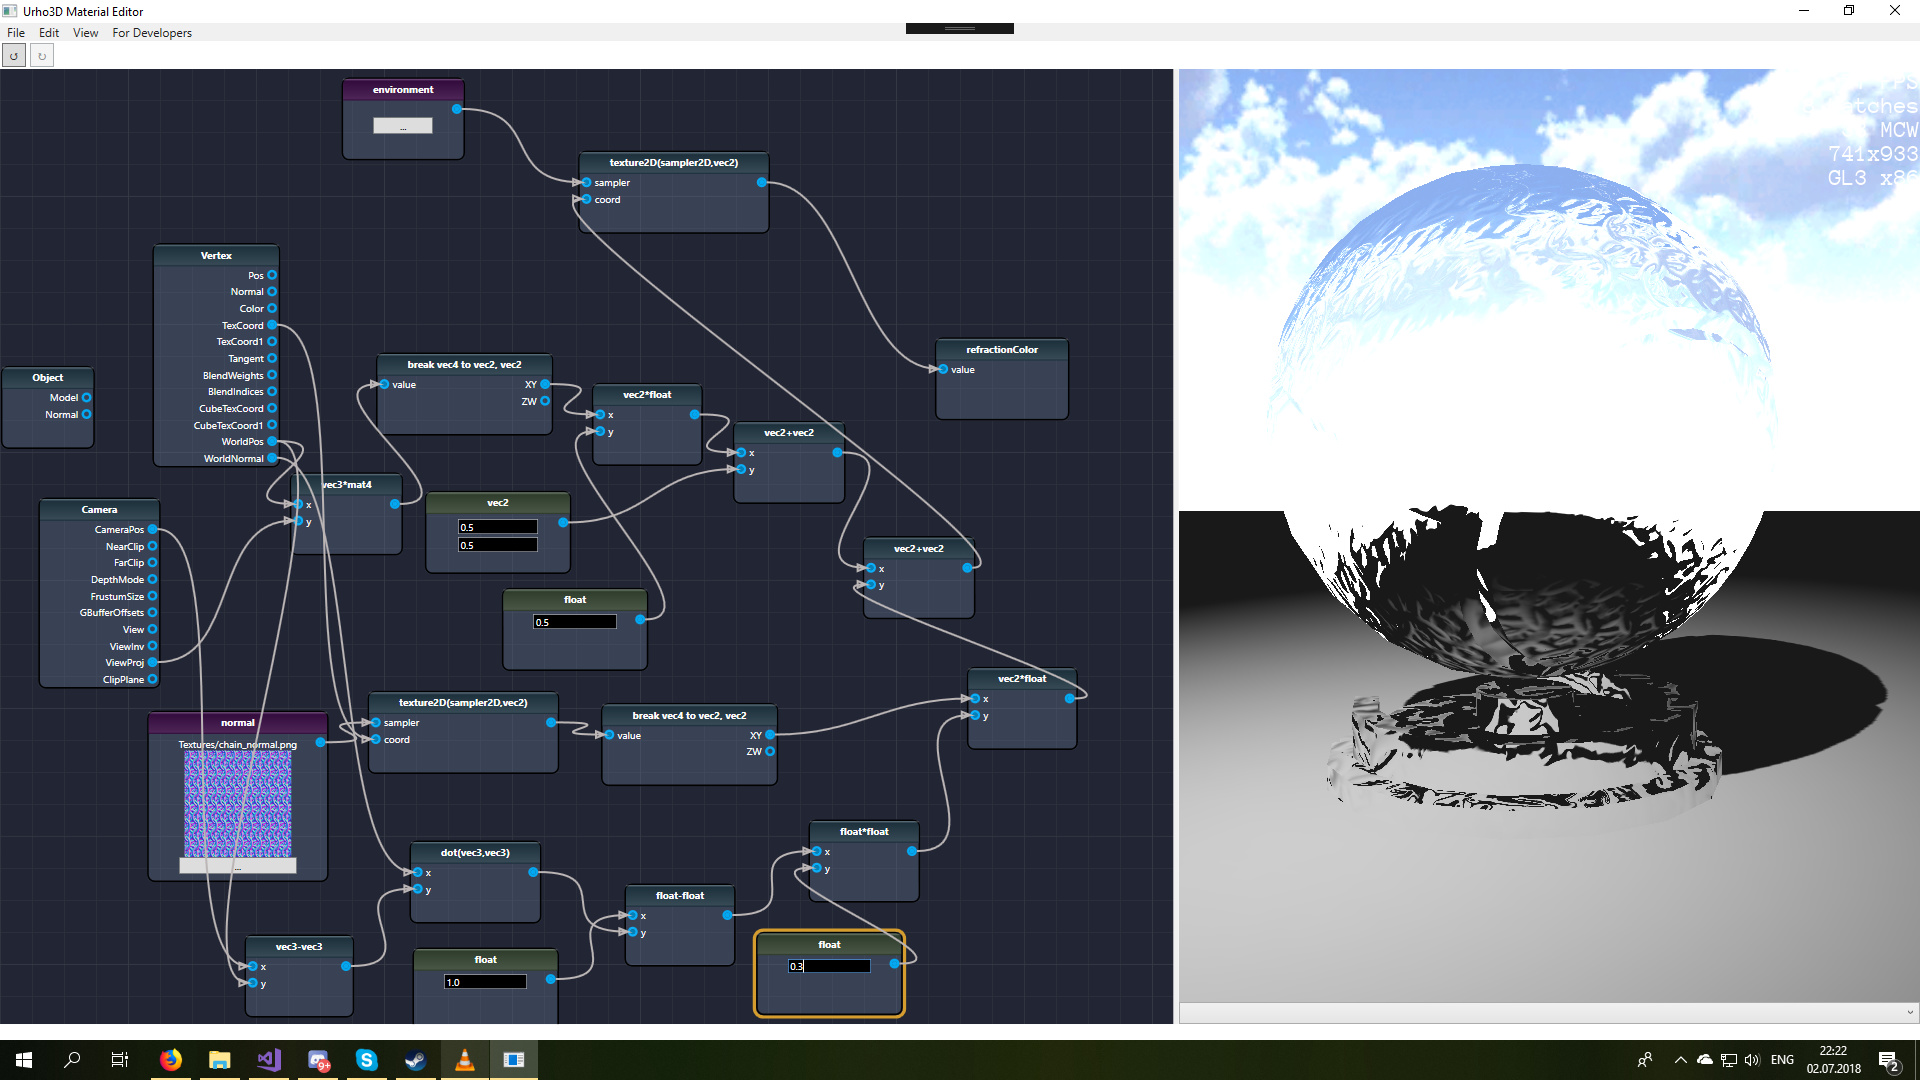 Urho3D Material Editor
File Edit View For Developers
environment
...
texture2D(sampler2D,vec2)
sampler
coord
Vertex
Pos
Normal
Color
TexCoord
TexCoord1
Tangent
BlendWeights
BlendIndices
CubeTexCoord
CubeTexCoord1
WorldPos
WorldNormal
Object
Model
Normal
break vec4 to vec2, vec2
value XY
ZW
vec2*float
x
y
vec2+vec2
x
y
refractionColor
value
vec3*mat4
x
y
vec2
0.5
0.5
Camera
CameraPos
NearClip
FarClip
DepthMode
FrustumSize
GBufferOffsets
View
ViewInv
ViewProj
ClipPlane
float
0.5
vec2+vec2
x
y
normal
Textures/chain_normal.png
...
texture2D(sampler2D,vec2)
sampler
coord
break vec4 to vec2, vec2
value XY
ZW
vec2*float
x
y
dot(vec3,vec3)
x
y
float*float
x
y
float-float
x
y
vec3-vec3
x
y
float
1.0
float
0.3
MCW
741x933
GL3 x86
9+
ENG
22:22
02.07.2018
2